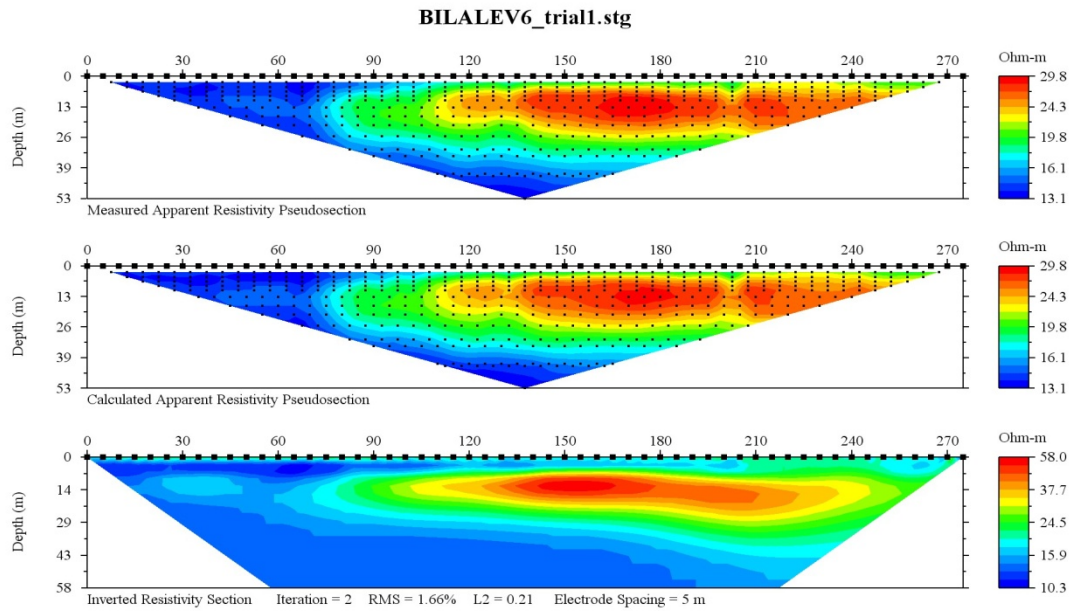 BILALEV6_trial1.stg
0 30 60 90 120 150 180 210 240 270 Ohm-m
0 29.8
13 24.3
26 19.8
39 16.1
53 13.1
Depth (m)
Measured Apparent Resistivity Pseudosection
0 30 60 90 120 150 180 210 240 270 Ohm-m
0 29.8
13 24.3
26 19.8
39 16.1
53 13.1
Depth (m)
Calculated Apparent Resistivity Pseudosection
0 30 60 90 120 150 180 210 240 270 Ohm-m
0 58.0
14 37.7
29 24.5
43 15.9
58 10.3
Depth (m)
Inverted Resistivity Section Iteration = 2 RMS = 1.66% L2 = 0.21 Electrode Spacing = 5 m